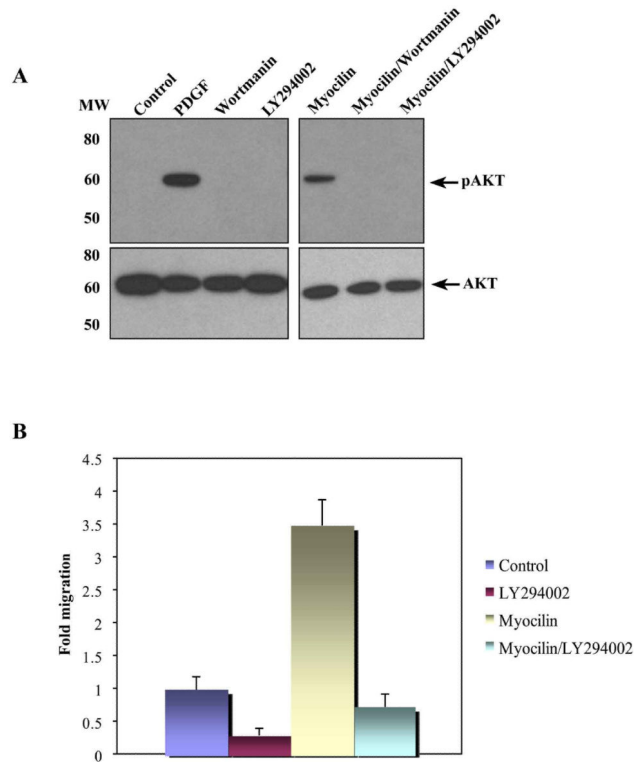 A
MW
Control
PDGF
Wortmanin
LY294002
Myocilin
Myocilin/Wortmanin
Myocilin/LY294002
80
60
50
pAKT
80
60
50
AKT
B
Fold migration
4.5
4
3.5
3
2.5
2
1.5
1
0.5
0
Control
LY294002
Myocilin
Myocilin/LY294002